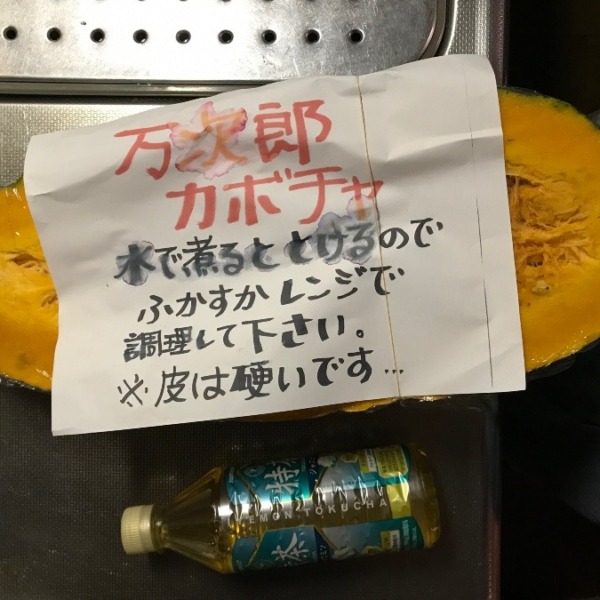 万次郎
カボチャ
水で煮るととけるので
ふかすかレンジで
調理して下さい。
※皮は硬いです…
特茶